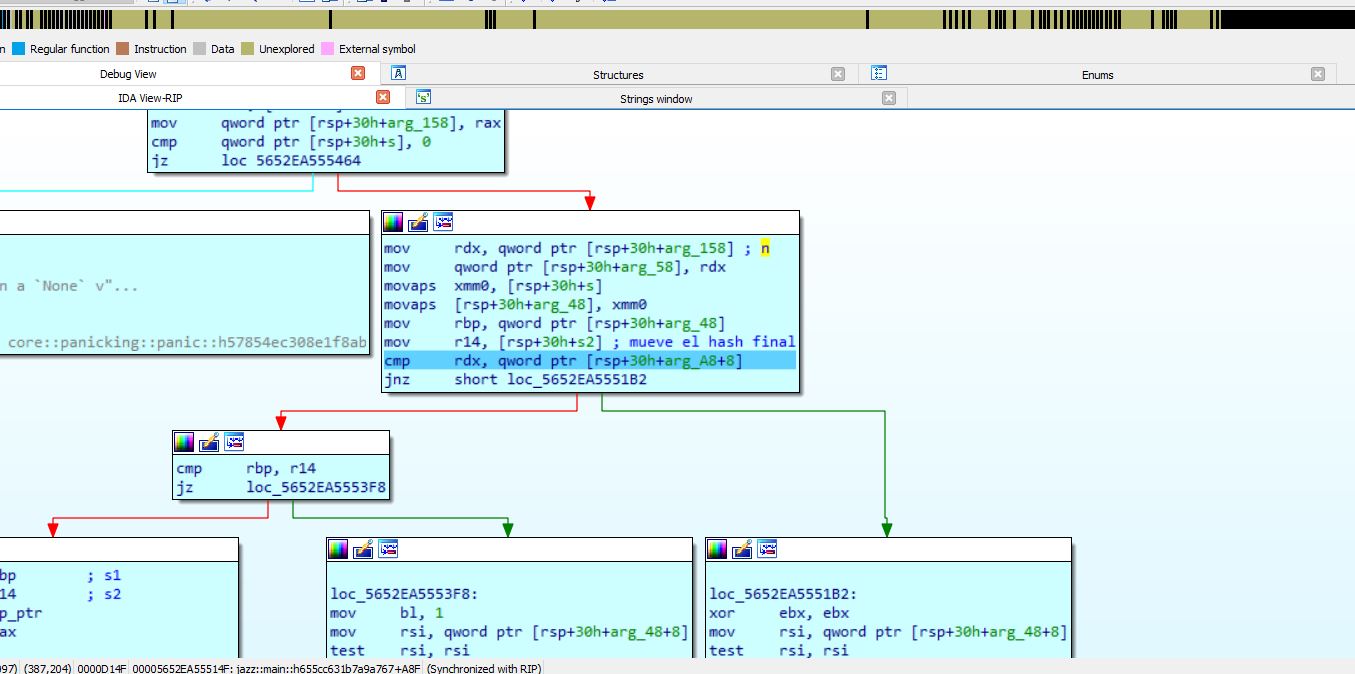 n Regular function Instruction Data Unexplored External symbol
Debug View A Structures Enums
IDA View-RIP 's' Strings window
mov qword ptr [rsp+30h+arg_158], rax
cmp qword ptr [rsp+30h+s], 0
jz loc 5652EA555464
n a `None` v"...
core::panicking::panic::h57854ec308e1f8ab
mov rdx, qword ptr [rsp+30h+arg_158] ; n
mov qword ptr [rsp+30h+arg_58], rdx
movaps xmm0, [rsp+30h+s]
movaps [rsp+30h+arg_48], xmm0
mov rbp, qword ptr [rsp+30h+arg_48]
mov r14, [rsp+30h+s2] ; mueve el hash final
cmp rdx, qword ptr [rsp+30h+arg_A8+8]
jnz short loc_5652EA5551B2
cmp rbp, r14
jz loc_5652EA5553F8
bp ; s1
14 ; s2
p_ptr
ax
loc_5652EA5553F8:
mov bl, 1
mov rsi, qword ptr [rsp+30h+arg_48+8]
test rsi, rsi
loc_5652EA5551B2:
xor ebx, ebx
mov rsi, qword ptr [rsp+30h+arg_48+8]
test rsi, rsi
097) (387,204) 0000D14F 00005652EA55514F: jazz::main::h655cc631b7a9a767+A8F (Synchronized with RIP)